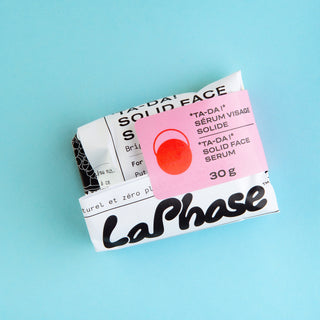 "TA-DA!"
SOLID FACE
S
Bri
For
Put
"TA-DA!"
SÉRUM VISAGE
SOLIDE
"TA-DA!"
SOLID FACE
SERUM
30 g
turel et zéro pl
LaPhase™